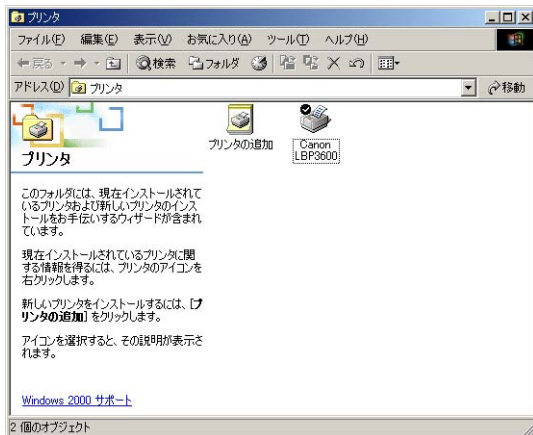 プリンタ
ファイル(F) 編集(E) 表示(V) お気に入り(A) ツール(T) ヘルプ(H)
戻る 検索 フォルダ
アドレス(D) プリンタ 移動
プリンタの追加
Canon
LBP3600
プリンタ
このフォルダには、現在インストールされて
いるプリンタおよび新しいプリンタのインス
トールをお手伝いするウィザードが含まれ
ています。
現在インストールされているプリンタに関
する情報を得るには、プリンタのアイコンを
右クリックします。
新しいプリンタをインストールするには、[プ
リンタの追加] をクリックします。
アイコンを選択すると、その説明が表示さ
れます。
Windows 2000 サポート
2 個のオブジェクト